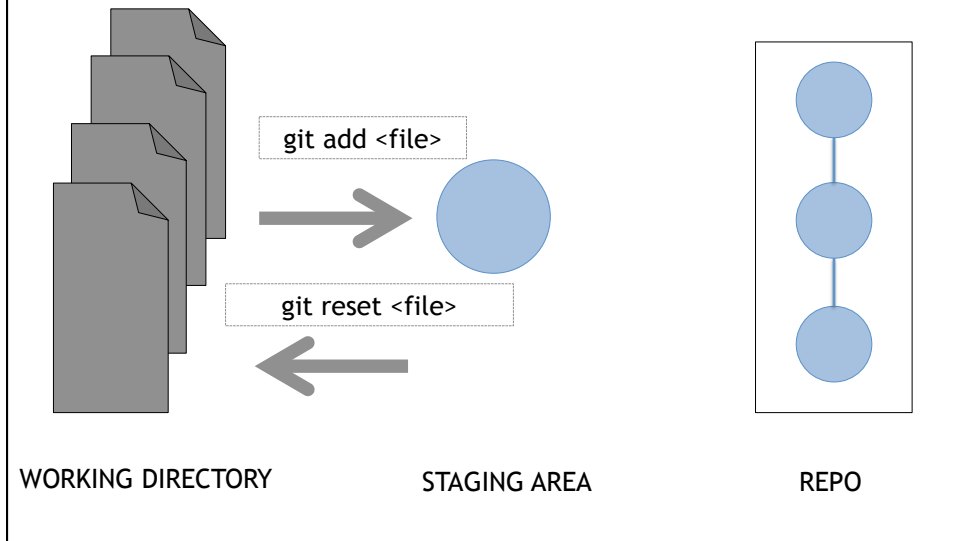 git add <file>
git reset <file>
WORKING DIRECTORY
STAGING AREA
REPO